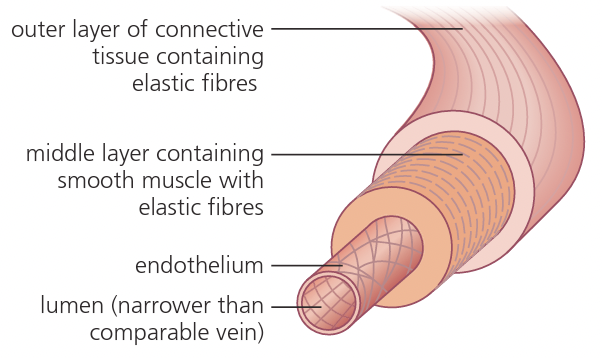 outer layer of connective
tissue containing
elastic fibres
middle layer containing
smooth muscle with
elastic fibres
endothelium
lumen (narrower than
comparable vein)